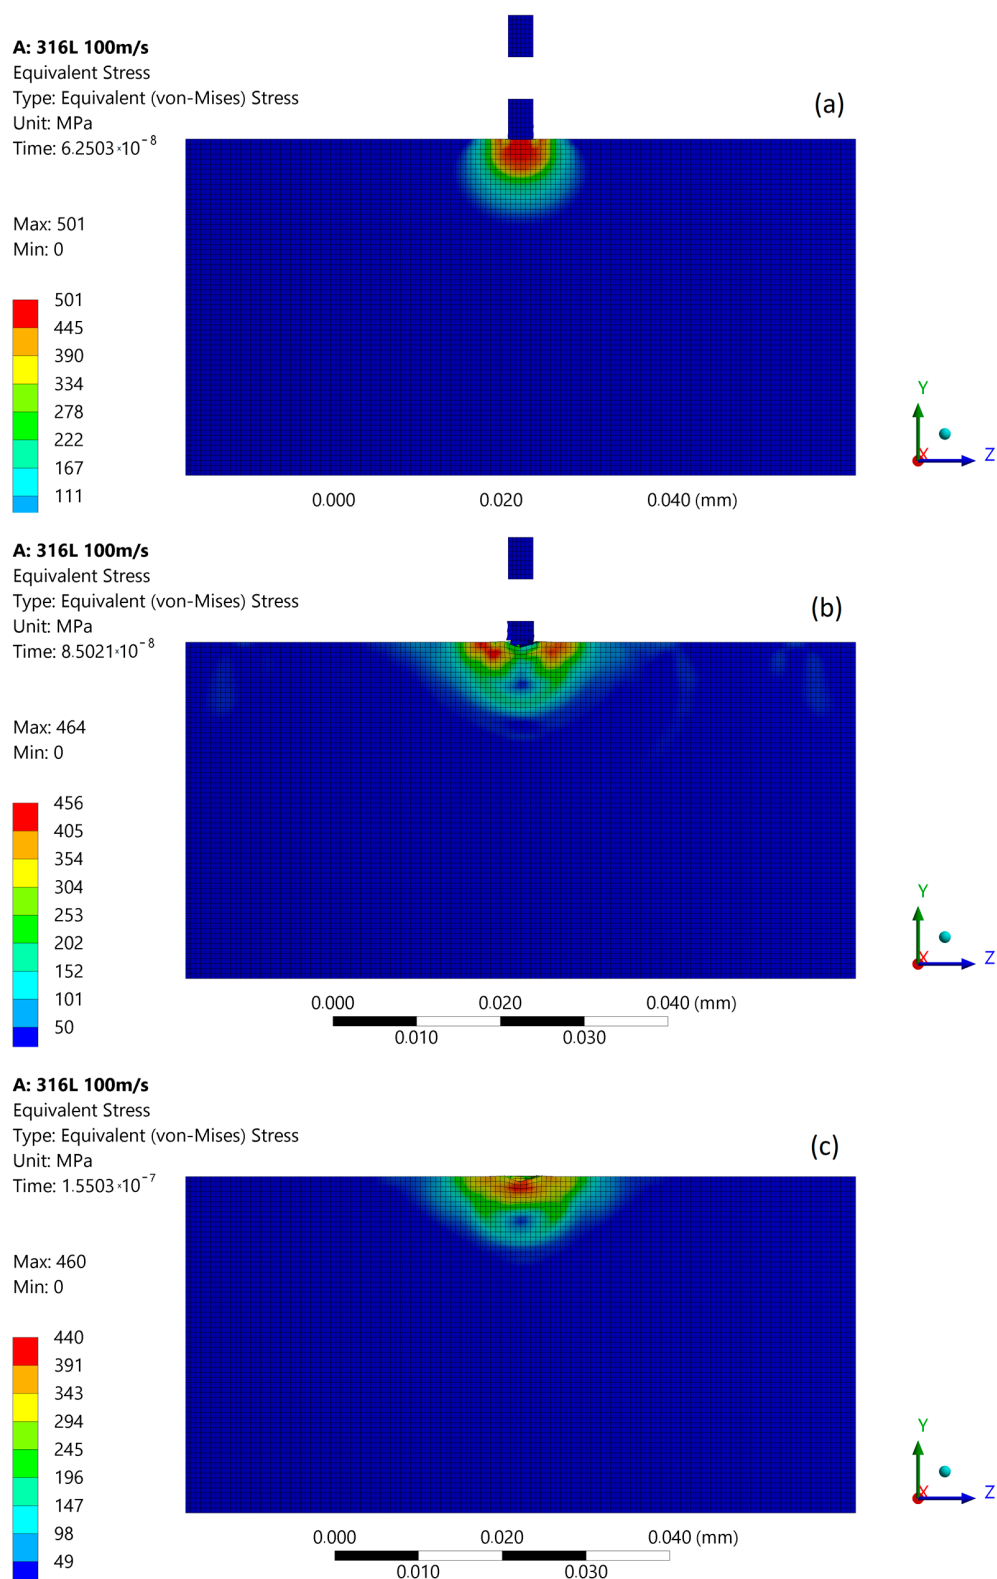 A: 316L 100m/s
Equivalent Stress
Type: Equivalent (von-Mises) Stress
Unit: MPa
Time: 6.2503×10⁻⁸
(a)
Max: 501
Min: 0
501
445
390
334
278
222
167
111
Y
X
Z
0.000 0.020 0.040 (mm)
A: 316L 100m/s
Equivalent Stress
Type: Equivalent (von-Mises) Stress
Unit: MPa
Time: 8.5021×10⁻⁸
(b)
Max: 464
Min: 0
456
405
354
304
253
202
152
101
50
Y
X
Z
0.000 0.020 0.040 (mm)
0.010 0.030
A: 316L 100m/s
Equivalent Stress
Type: Equivalent (von-Mises) Stress
Unit: MPa
Time: 1.5503×10⁻⁷
(c)
Max: 460
Min: 0
440
391
343
294
245
196
147
98
49
Y
X
Z
0.000 0.020 0.040 (mm)
0.010 0.030